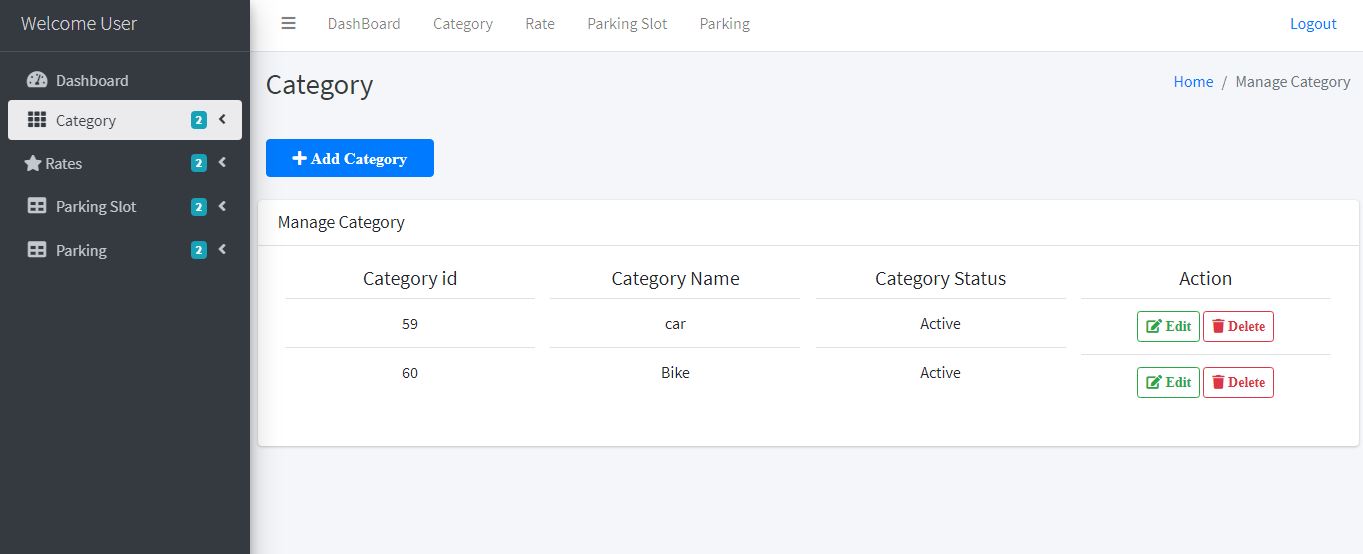 Welcome User
DashBoard Category Rate Parking Slot Parking Logout
Dashboard
Category 2
Rates 2
Parking Slot 2
Parking 2
Category
Home / Manage Category
Add Category
Manage Category
Category id Category Name Category Status Action
59 car Active Edit Delete
60 Bike Active Edit Delete